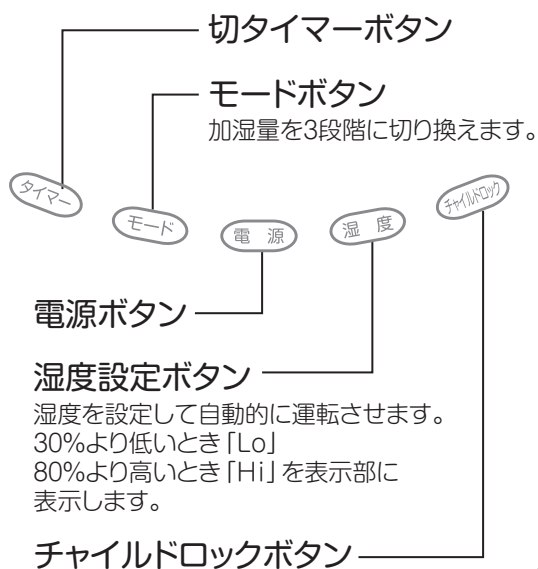 切タイマーボタン
モードボタン
加湿量を3段階に切り換えます。
タイマー
モード
電 源
湿 度
チャイルドロック
電源ボタン
湿度設定ボタン
湿度を設定して自動的に運転させます。
30%より低いとき「Lo」
80%より高いとき「Hi」を表示部に
表示します。
チャイルドロックボタン